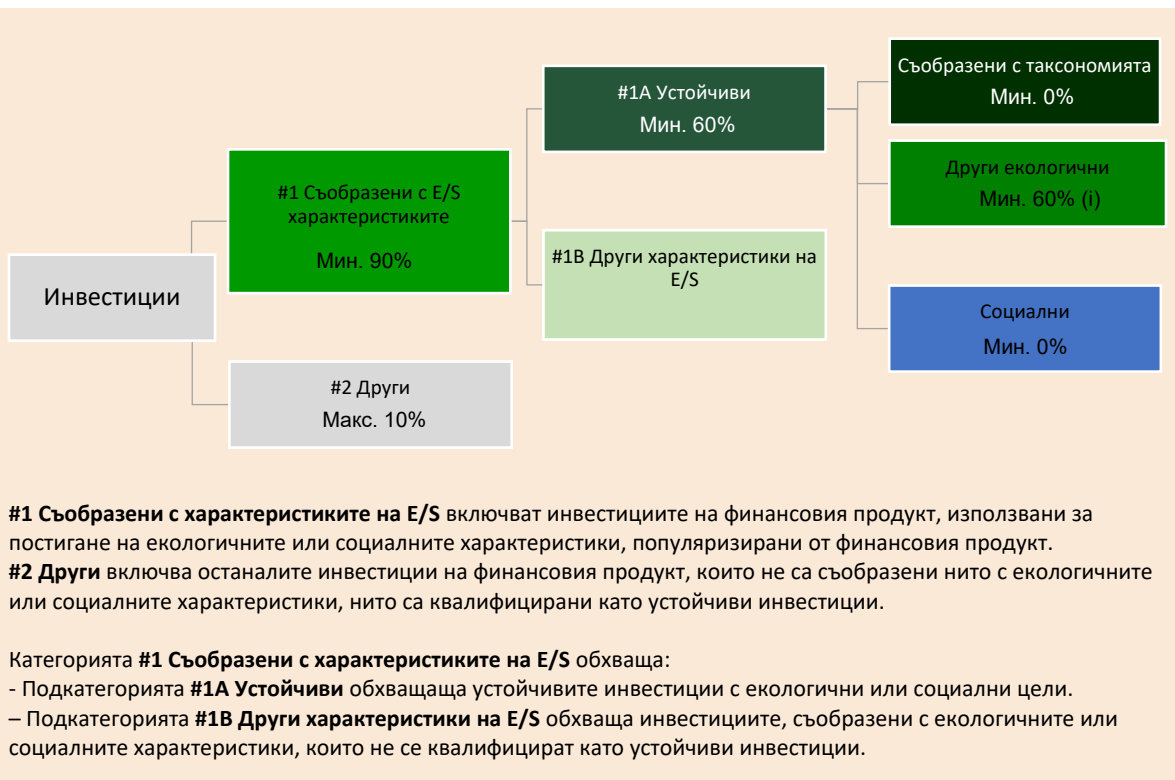 Инвестиции
#1 Съобразени с E/S
характеристиките
Мин. 90%
#2 Други
Макс. 10%
#1A Устойчиви
Мин. 60%
#1B Други характеристики на
E/S
Съобразени с таксономията
Мин. 0%
Други екологични
Мин. 60% (i)
Социални
Мин. 0%
#1 Съобразени с характеристиките на E/S включват инвестициите на финансовия продукт, използвани за
постигане на екологичните или социалните характеристики, популяризирани от финансовия продукт.
#2 Други включва останалите инвестиции на финансовия продукт, които не са съобразени нито с екологичните
или социалните характеристики, нито са квалифицирани като устойчиви инвестиции.
Категорията #1 Съобразени с характеристиките на E/S обхваща:
- Подкатегорията #1A Устойчиви обхващаща устойчивите инвестиции с екологични или социални цели.
– Подкатегорията #1B Други характеристики на E/S обхваща инвестициите, съобразени с екологичните или
социалните характеристики, които не се квалифицират като устойчиви инвестиции.